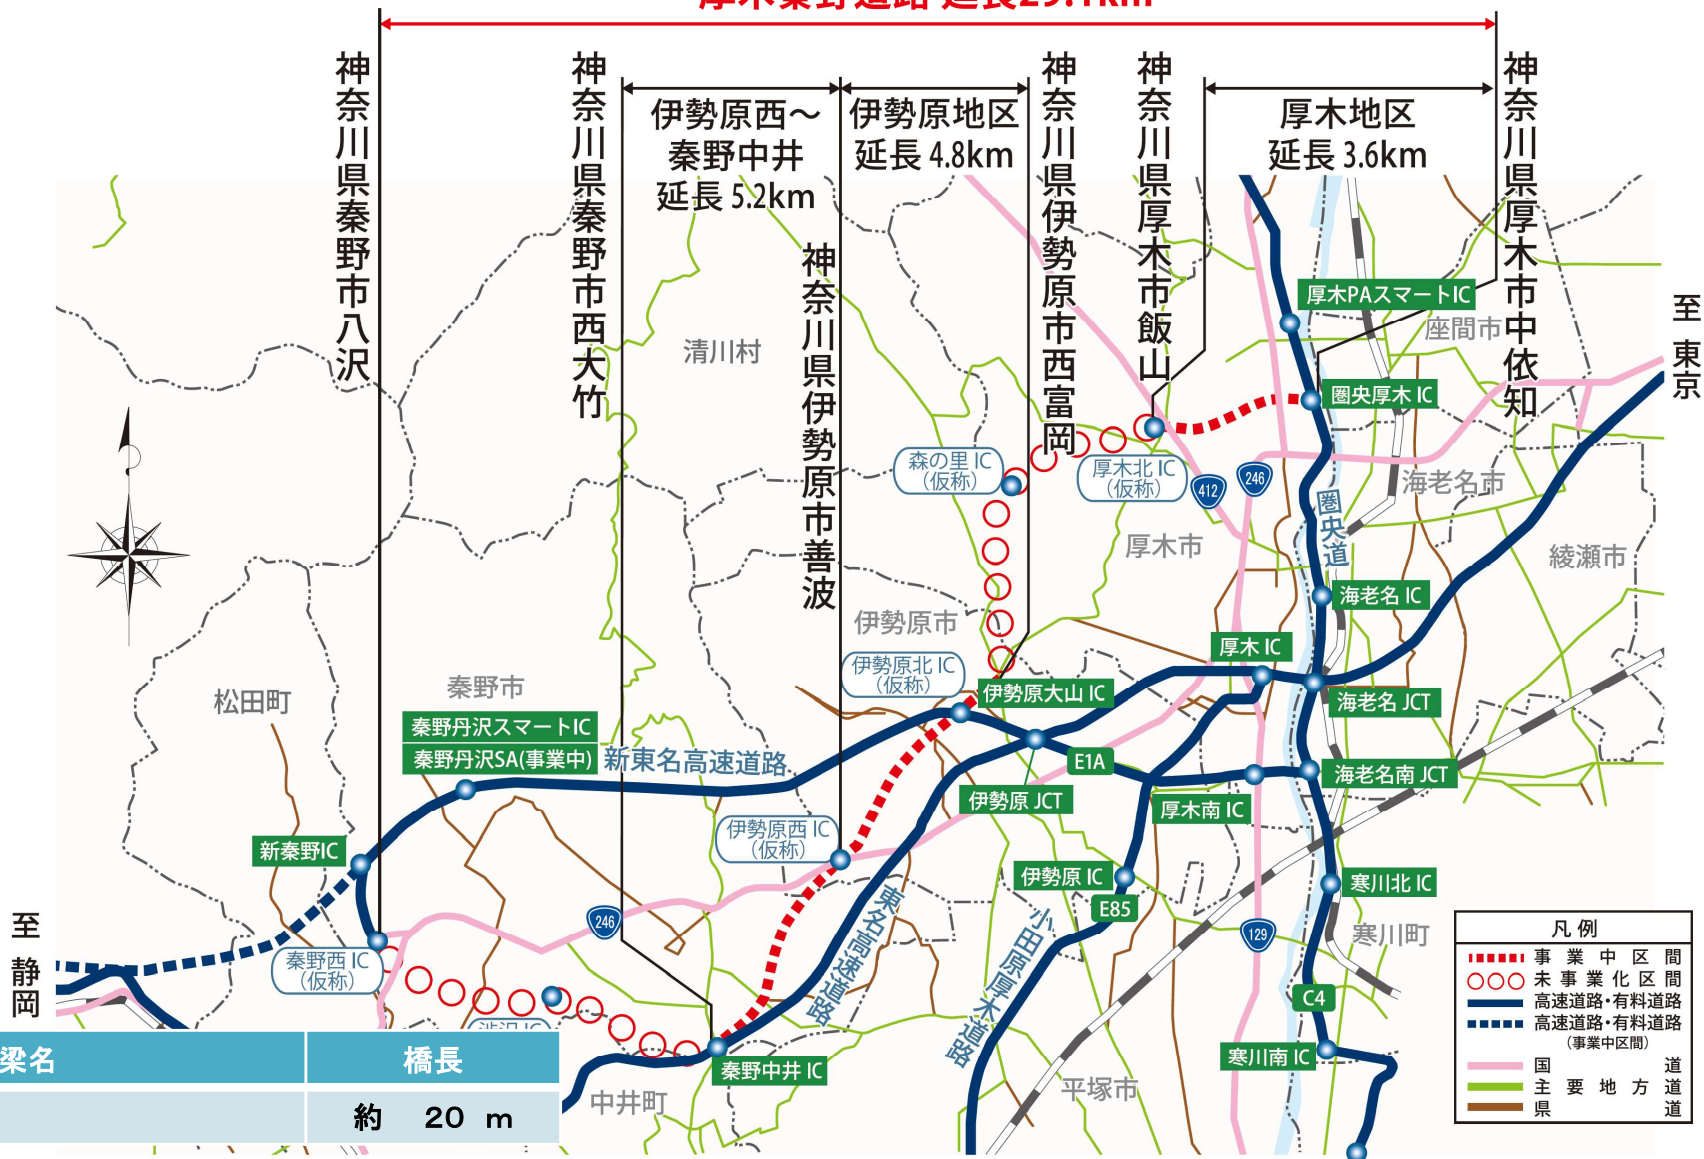 厚木秦野道路 延長29.1km
神奈川県秦野市八沢
神奈川県秦野市西大竹
伊勢原西～
秦野中井
延長 5.2km
神奈川県伊勢原市善波
伊勢原地区
延長 4.8km
神奈川県伊勢原市西富岡
神奈川県厚木市飯山
厚木地区
延長 3.6km
神奈川県厚木市中依知
至 東京
厚木PAスマートIC
座間市
清川村
圏央厚木 IC
森の里 IC
(仮称)
厚木北 IC
(仮称)
412
246
海老名市
圏央道
厚木市
綾瀬市
海老名 IC
伊勢原市
厚木 IC
伊勢原北 IC
(仮称)
伊勢原大山 IC
松田町
秦野市
海老名 JCT
秦野丹沢スマートIC
秦野丹沢SA(事業中)
新東名高速道路
E1A
海老名南 JCT
伊勢原 JCT
厚木南 IC
伊勢原西 IC
(仮称)
新秦野IC
伊勢原 IC
寒川北 IC
E85
246
東名高速道路
小田原厚木道路
129
寒川町
至 静岡
秦野西 IC
(仮称)
C4
渋沢 IC
寒川南 IC
秦野中井 IC
中井町
平塚市
凡例
事業中区間
未事業化区間
高速道路・有料道路
高速道路・有料道路
(事業中区間)
国道
主要地方道
県道
梁名
橋長
約 20 m